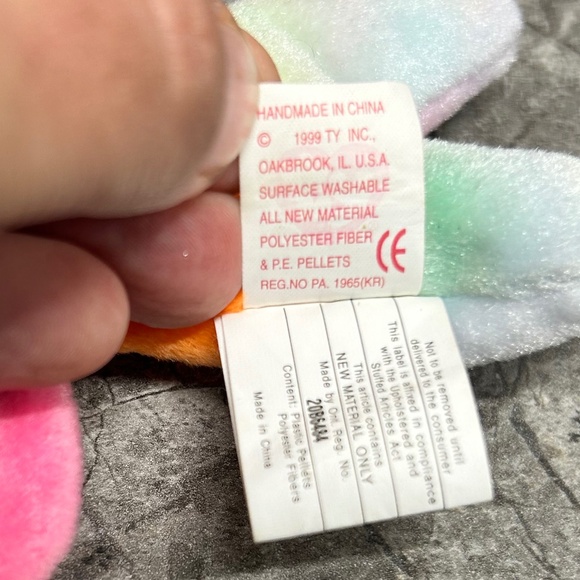 HANDMADE IN CHINA
© 1999 TY INC.,
OAKBROOK, IL. U.S.A.
SURFACE WASHABLE
ALL NEW MATERIAL
POLYESTER FIBER
& P.E. PELLETS CE
REG.NO PA. 1965(KR)
Not to be removed until
delivered to the consumer
This label is affixed in compliance
with the Upholstered and
Stuffed Articles Act
This article contains
NEW MATERIAL ONLY
Made by Ont. Reg. No.
20B6484
Content: Plastic Pellets
Polyester Fibers
Made in China